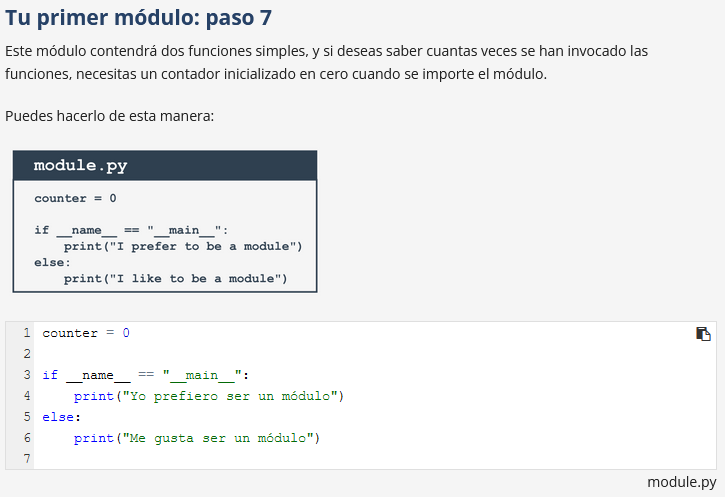 Tu primer módulo: paso 7
Este módulo contendrá dos funciones simples, y si deseas saber cuantas veces se han invocado las
funciones, necesitas un contador inicializado en cero cuando se importe el módulo.
Puedes hacerlo de esta manera:
module.py
counter = 0
if __name__ == "__main__":
    print("I prefer to be a module")
else:
    print("I like to be a module")
1 counter = 0
2
3 if __name__ == "__main__":
4     print("Yo prefiero ser un módulo")
5 else:
6     print("Me gusta ser un módulo")
7
module.py